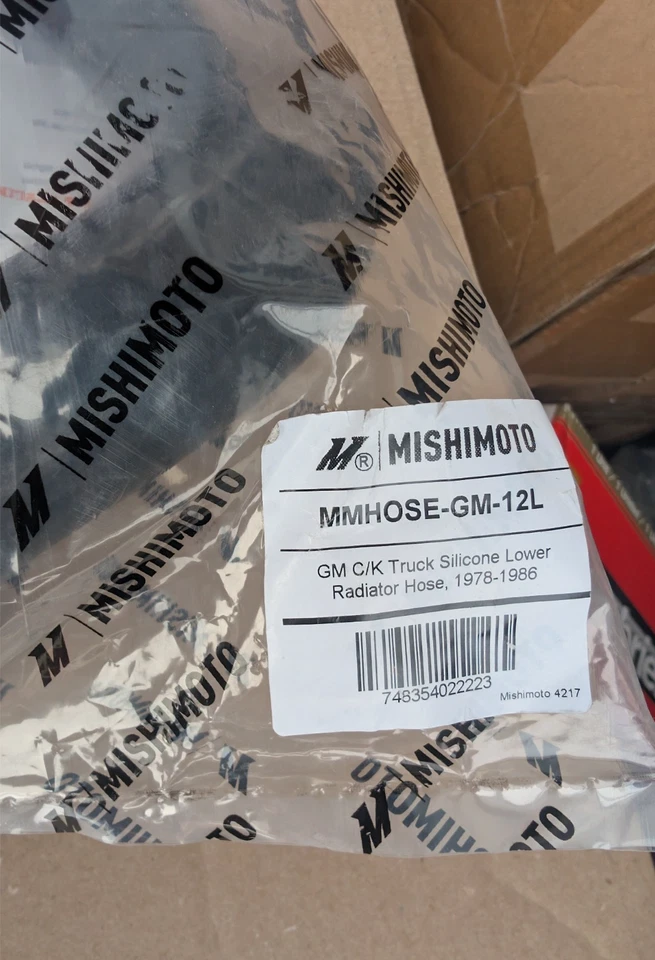 MISHIMOTO
MISHIMOTO
MISHIMOTO
MISHIMOTO
MISHIMOTO
MISHIMOTO
M® | MISHIMOTO
MMHOSE-GM-12L
GM C/K Truck Silicone Lower
Radiator Hose, 1978-1986
748354022223
Mishimoto 4217